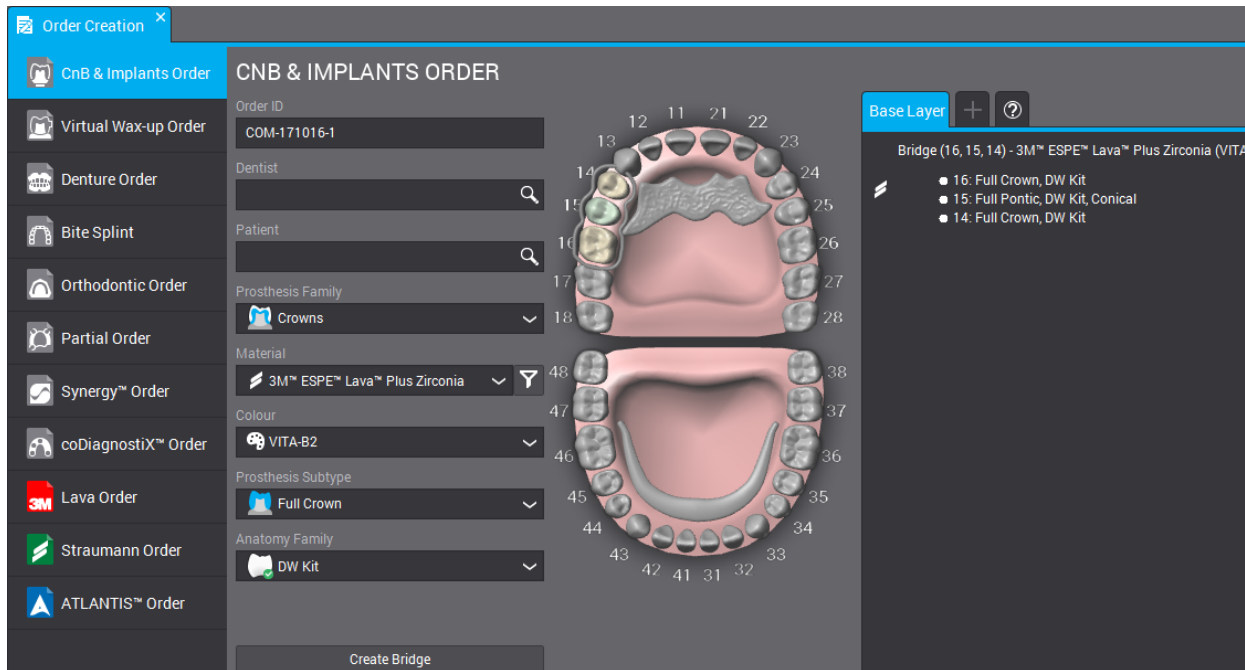 Order Creation
CnB & Implants Order
Virtual Wax-up Order
Denture Order
Bite Splint
Orthodontic Order
Partial Order
Synergy™ Order
coDiagnostiX™ Order
3M
Lava Order
Straumann Order
ATLANTIS™ Order
CNB & IMPLANTS ORDER
Order ID
COM-171016-1
Dentist
Patient
Prosthesis Family
Crowns
Material
3M™ ESPE™ Lava™ Plus Zirconia
Colour
VITA-B2
Prosthesis Subtype
Full Crown
Anatomy Family
DW Kit
Create Bridge
12 11 21 22
13 23
14 24
15 25
16 26
17 27
18 28
48 38
47 37
46 36
45 35
44 34
43 33
42 41 31 32
Base Layer + ?
Bridge (16, 15, 14) - 3M™ ESPE™ Lava™ Plus Zirconia (VITA
16: Full Crown, DW Kit
15: Full Pontic, DW Kit, Conical
14: Full Crown, DW Kit